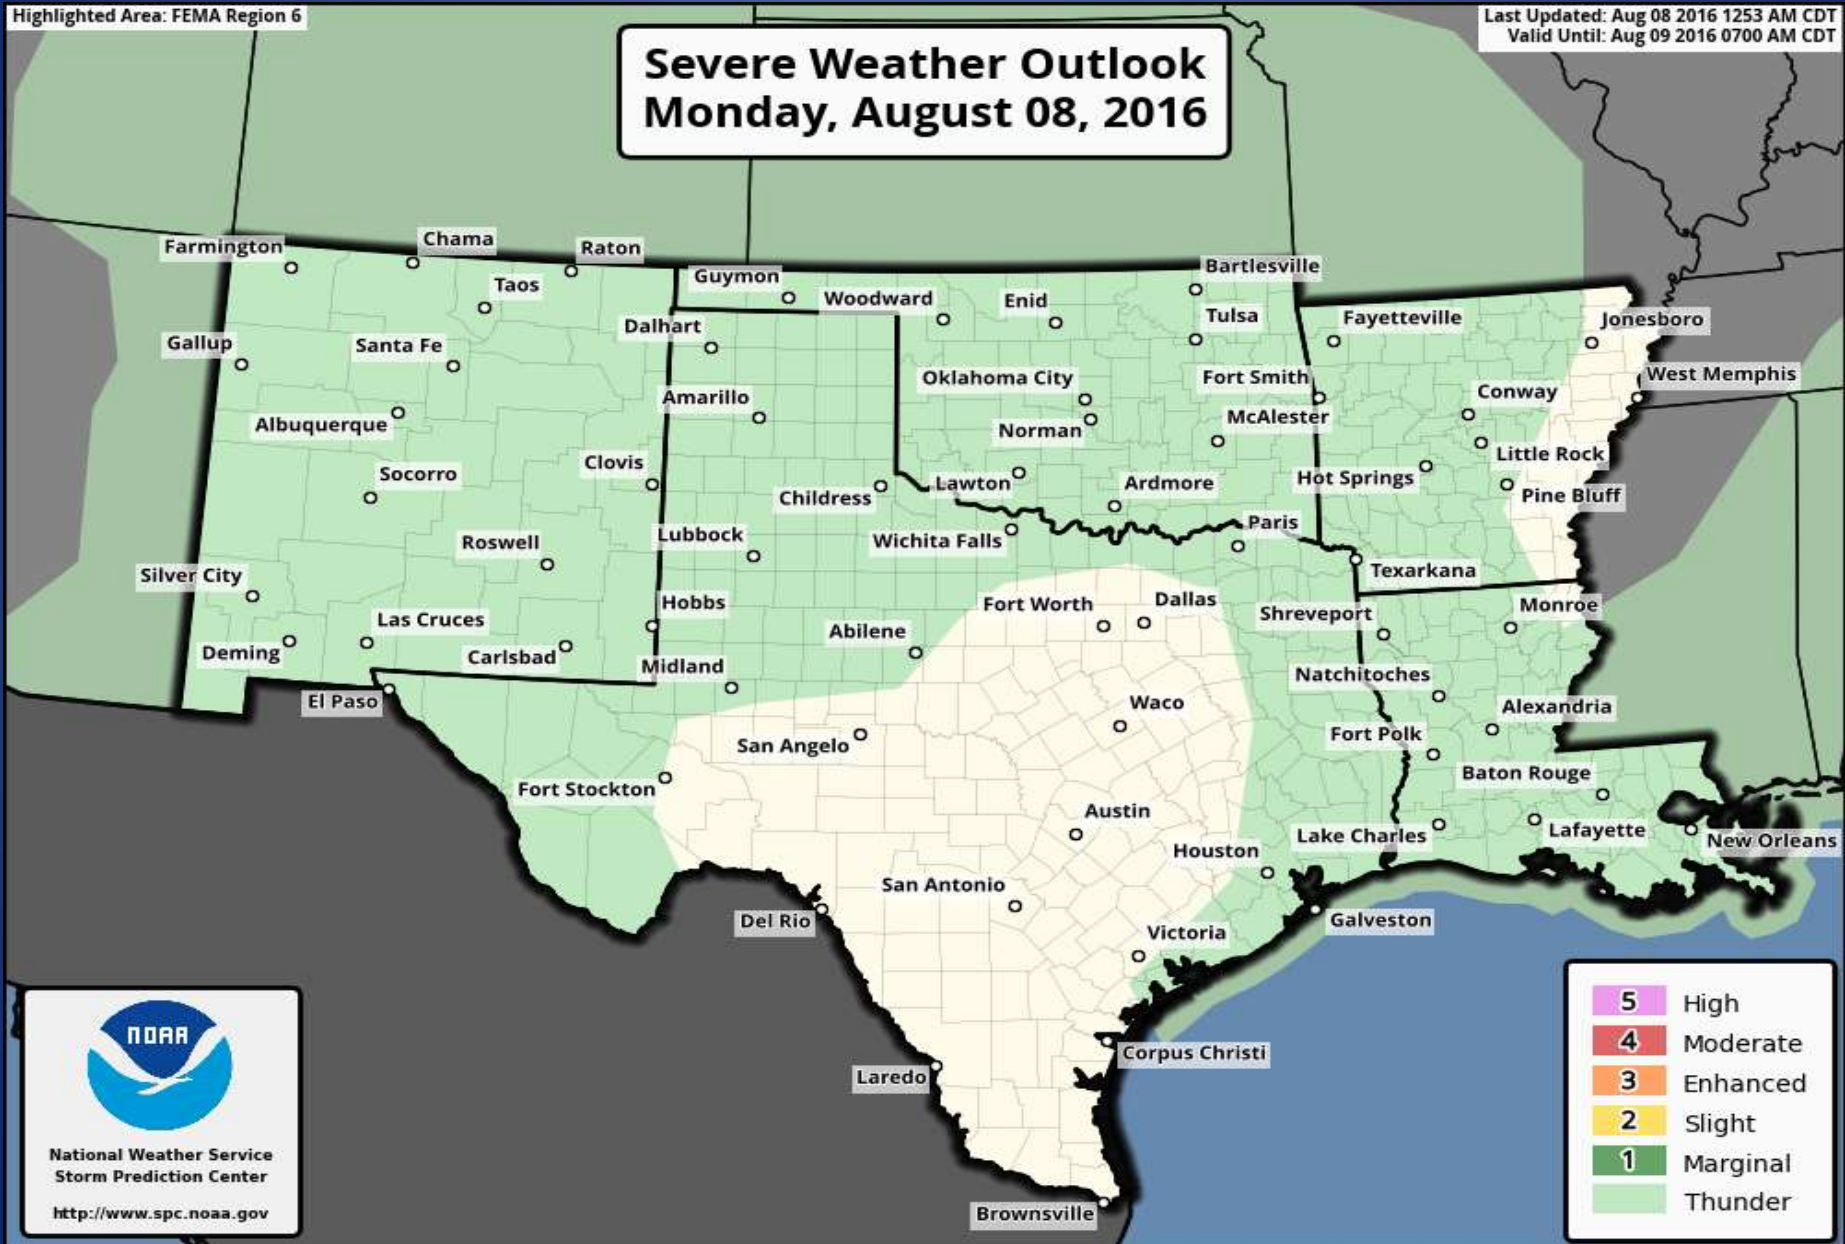 Highlighted Area: FEMA Region 6
Last Updated: Aug 08 2016 1253 AM CDT
Valid Until: Aug 09 2016 0700 AM CDT
Severe Weather Outlook
Monday, August 08, 2016
Farmington
Chama
Raton
Taos
Guymon
Woodward
Enid
Bartlesville
Tulsa
Dalhart
Gallup
Santa Fe
Fayetteville
Jonesboro
Oklahoma City
Fort Smith
Conway
West Memphis
Amarillo
Albuquerque
Norman
McAlester
Little Rock
Socorro
Clovis
Childress
Lawton
Ardmore
Hot Springs
Pine Bluff
Roswell
Lubbock
Wichita Falls
Paris
Silver City
Texarkana
Hobbs
Fort Worth
Dallas
Shreveport
Monroe
Las Cruces
Abilene
Deming
Carlsbad
Midland
Natchitoches
El Paso
Waco
Alexandria
San Angelo
Fort Polk
Fort Stockton
Baton Rouge
Austin
Lake Charles
Lafayette
New Orleans
Houston
San Antonio
Del Rio
Victoria
Galveston
Corpus Christi
Laredo
Brownsville
NOAA
National Weather Service
Storm Prediction Center
http://www.spc.noaa.gov
5 High
4 Moderate
3 Enhanced
2 Slight
1 Marginal
Thunder